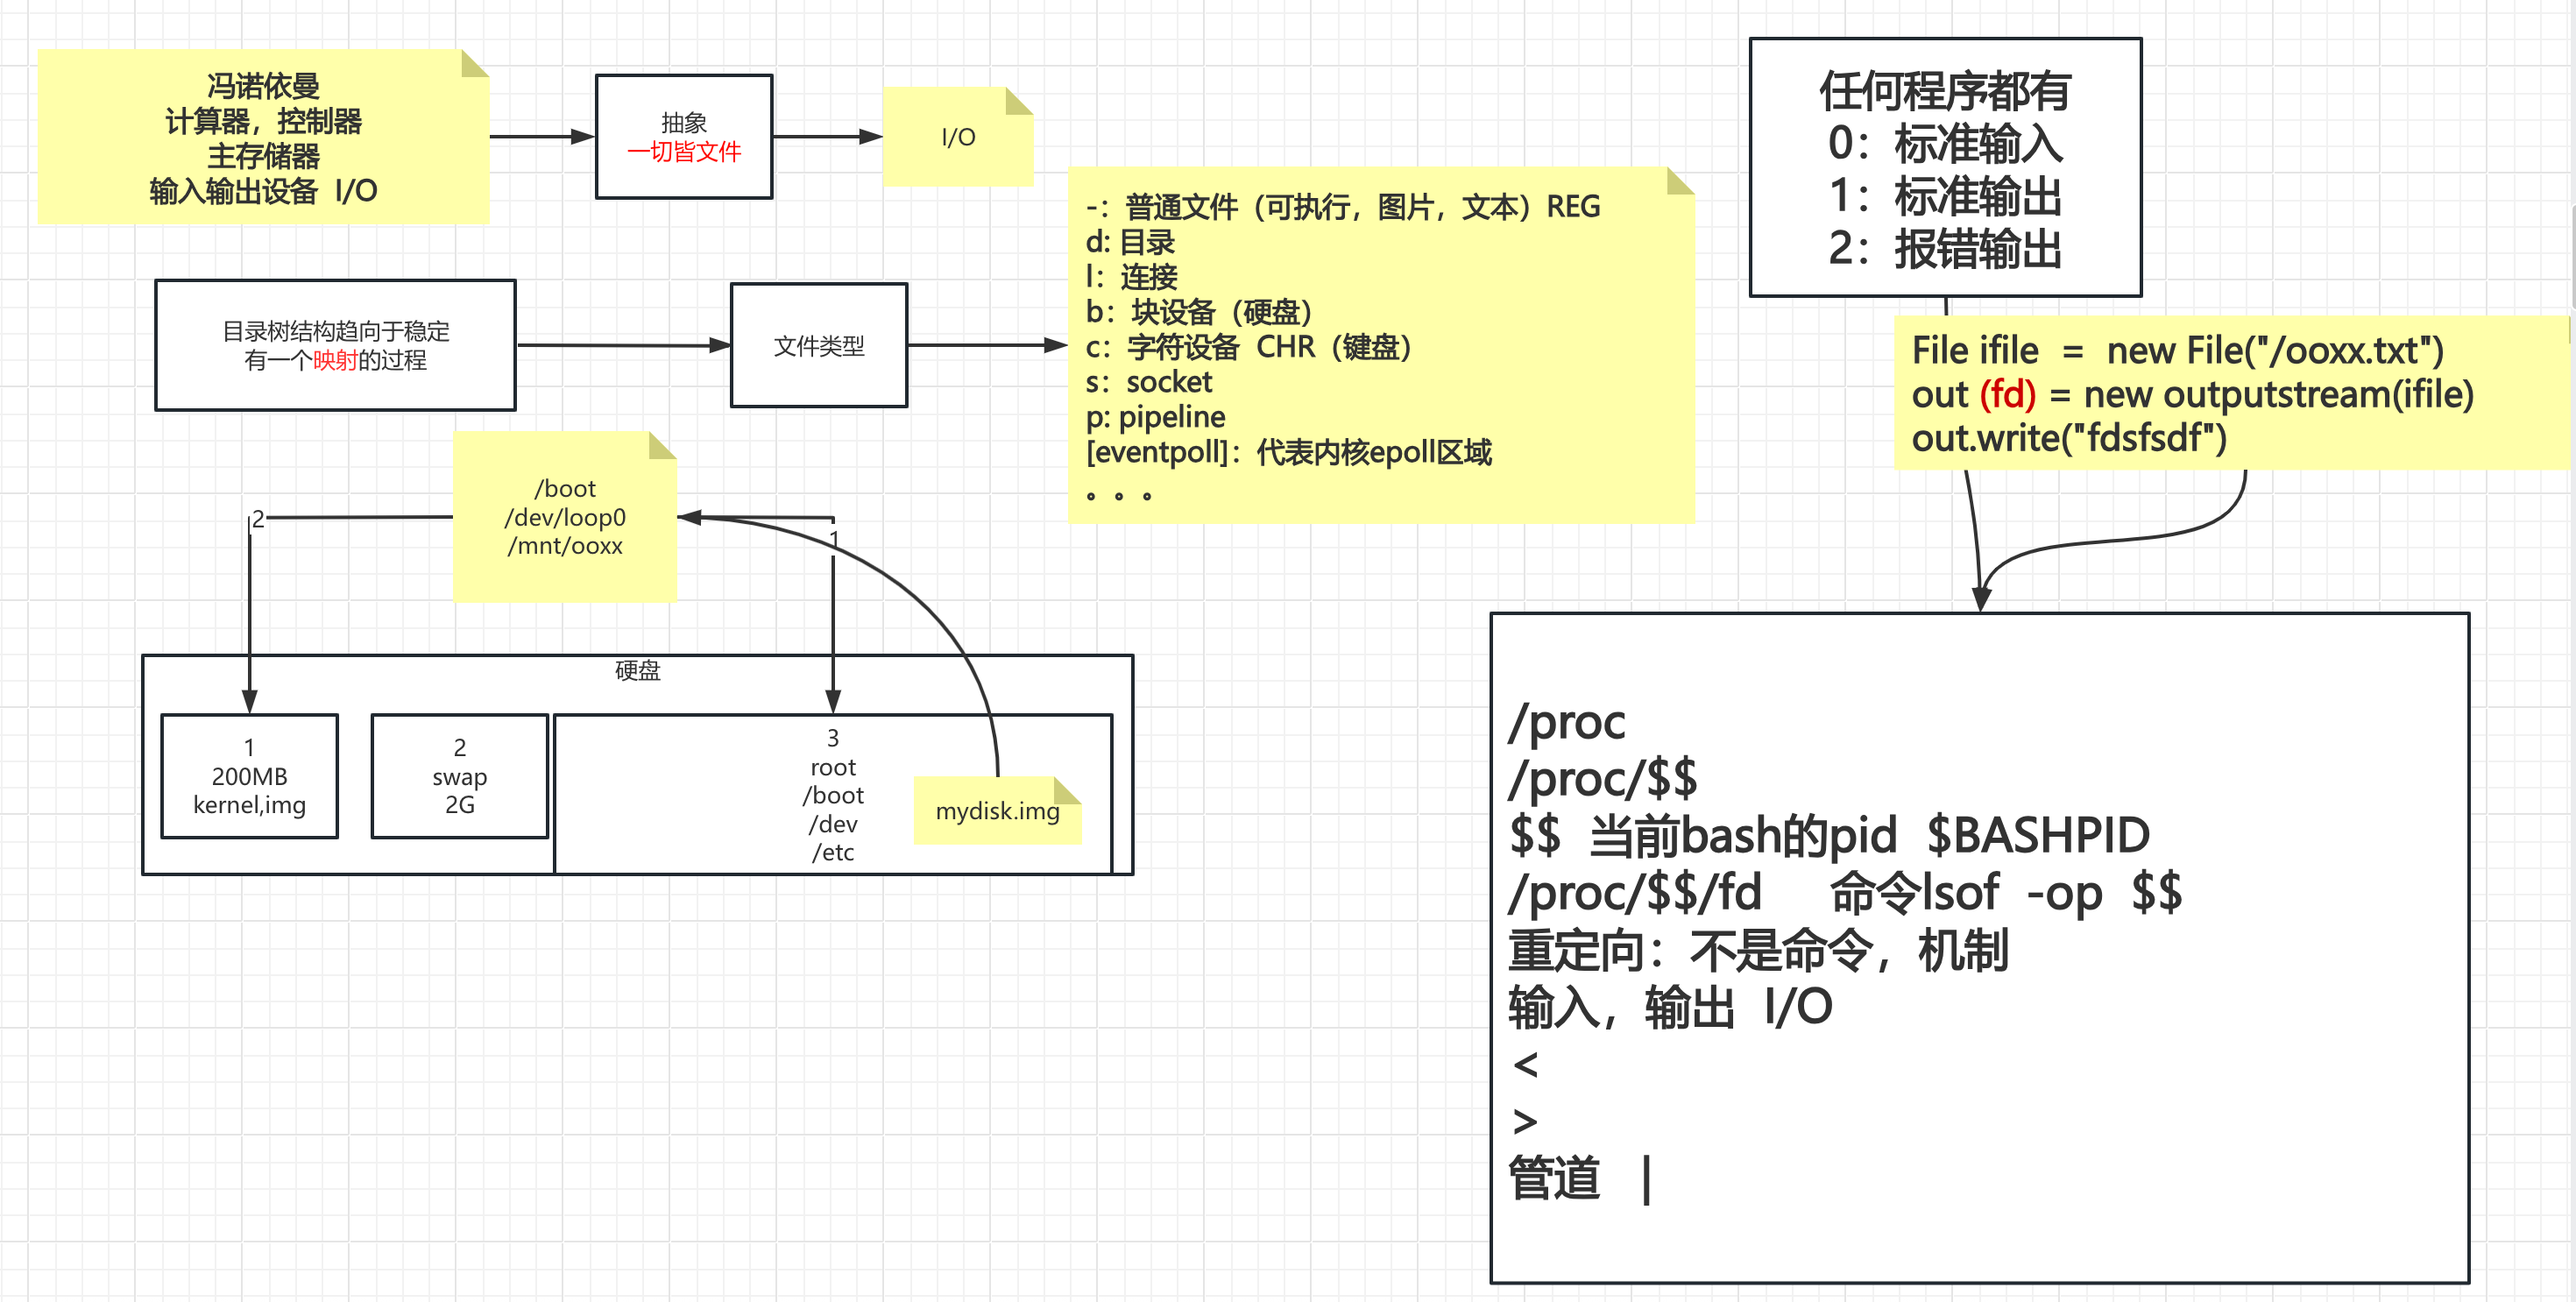 冯诺依曼
计算器，控制器
主存储器
输入输出设备 I/O
抽象
一切皆文件
I/O
目录树结构趋向于稳定
有一个映射的过程
文件类型
-：普通文件（可执行，图片，文本）REG
d: 目录
l：连接
b：块设备（硬盘）
c：字符设备 CHR（键盘）
s：socket
p: pipeline
[eventpoll]：代表内核epoll区域
。。。
/boot
/dev/loop0
/mnt/ooxx
2
1
硬盘
1
200MB
kernel,img
2
swap
2G
3
root
/boot
/dev
/etc
mydisk.img
任何程序都有
0：标准输入
1：标准输出
2：报错输出
File ifile = new File("/ooxx.txt")
out (fd) = new outputstream(ifile)
out.write("fdsfsdf")
/proc
/proc/$$
$$ 当前bash的pid $BASHPID
/proc/$$/fd 命令lsof -op $$
重定向：不是命令，机制
输入，输出 I/O
<
>
管道 |